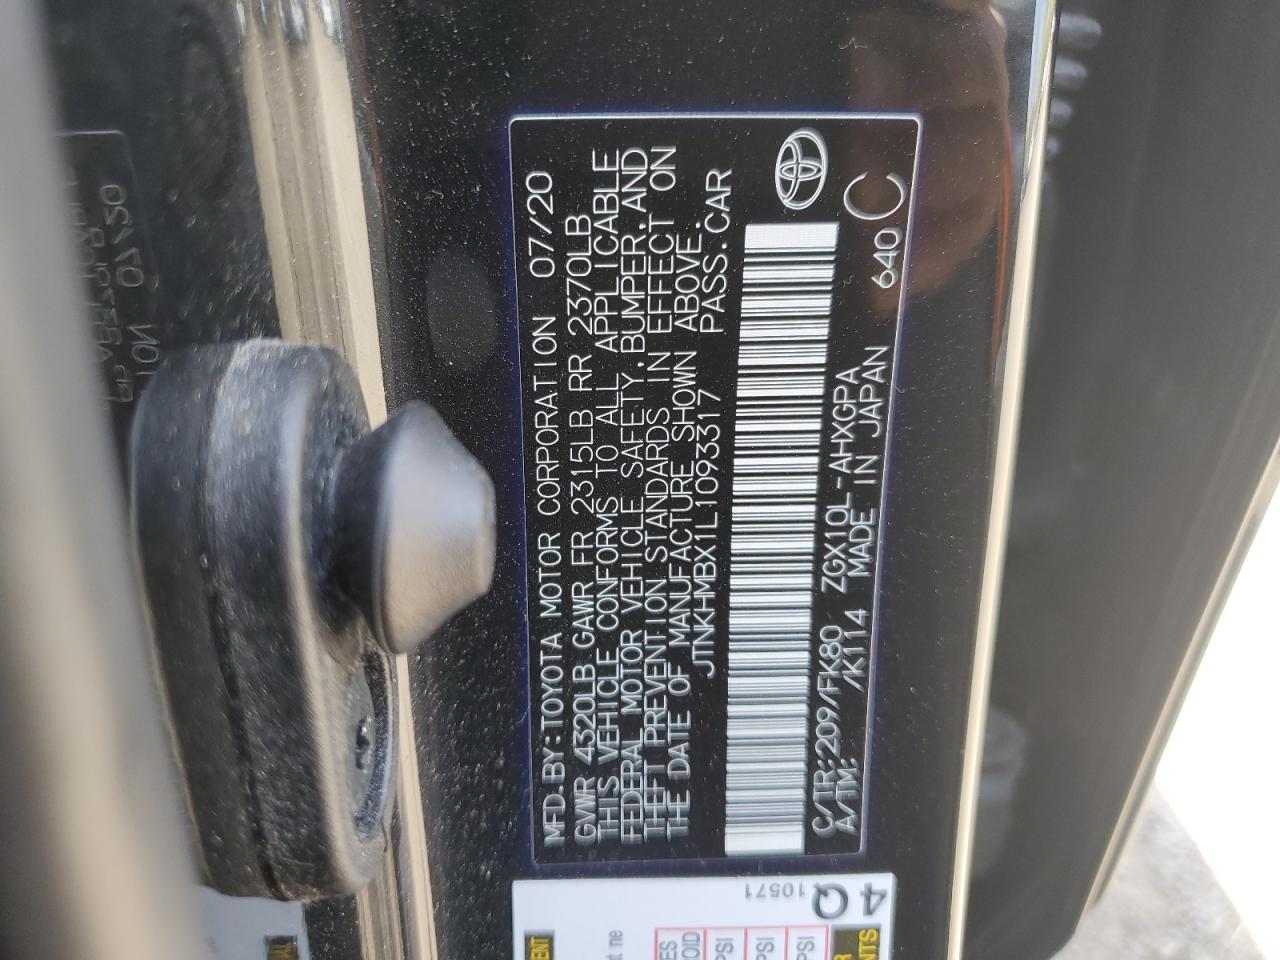 MFD.BY:TOYOTA MOTOR CORPORATION 07/20
GVWR 4320LB GAWR FR 2315LB RR 2370LB
THIS VEHICLE CONFORMS TO ALL APPLICABLE
FEDERAL MOTOR VEHICLE SAFETY,BUMPER,AND
THEFT PREVENTION STANDARDS IN EFFECT ON
THE DATE OF MANUFACTURE SHOWN ABOVE.
JTNKHMBX1L1093317 PASS.CAR
C/TR:209/FK80 ZGX10L-AHXGPA 640 C
A/TM: /K114 MADE IN JAPAN
4Q
10571
PSI
PSI
PSI